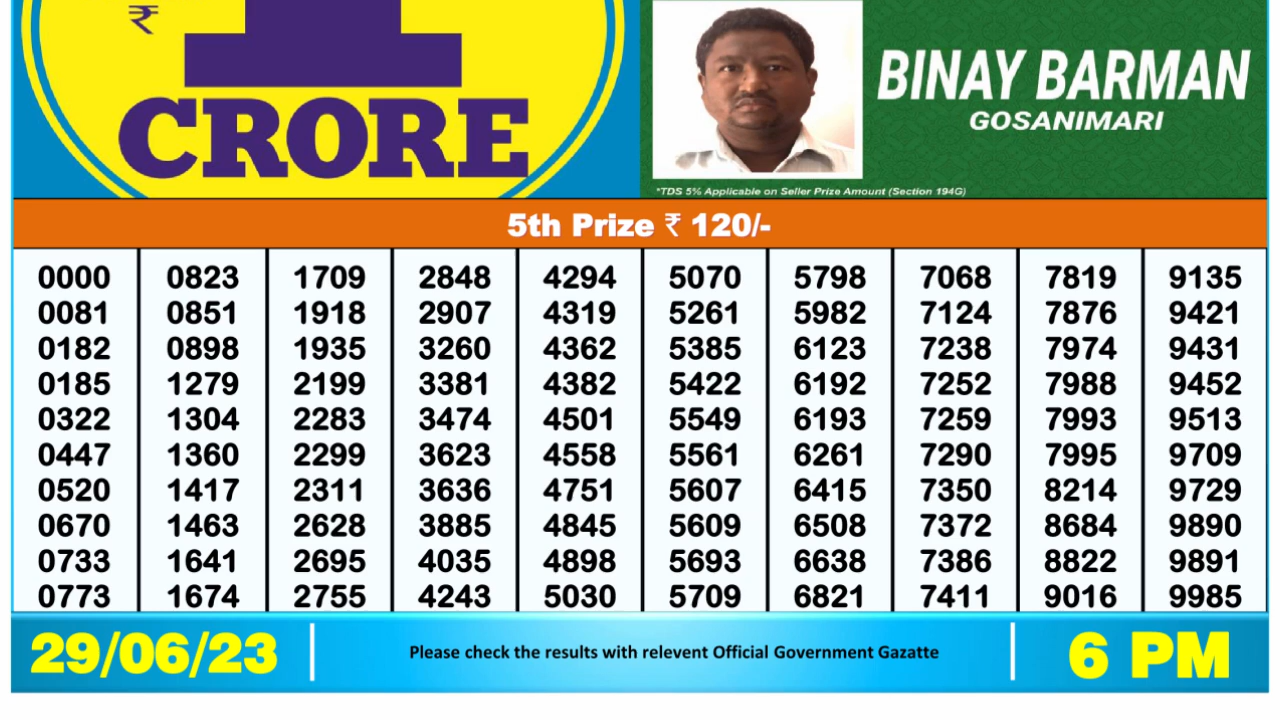 ₹
1
CRORE
BINAY BARMAN
GOSANIMARI
*TDS 5% Applicable on Seller Prize Amount (Section 194G)
5th Prize ₹ 120/-
0000 0823 1709 2848 4294 5070 5798 7068 7819 9135
0081 0851 1918 2907 4319 5261 5982 7124 7876 9421
0182 0898 1935 3260 4362 5385 6123 7238 7974 9431
0185 1279 2199 3381 4382 5422 6192 7252 7988 9452
0322 1304 2283 3474 4501 5549 6193 7259 7993 9513
0447 1360 2299 3623 4558 5561 6261 7290 7995 9709
0520 1417 2311 3636 4751 5607 6415 7350 8214 9729
0670 1463 2628 3885 4845 5609 6508 7372 8684 9890
0733 1641 2695 4035 4898 5693 6638 7386 8822 9891
0773 1674 2755 4243 5030 5709 6821 7411 9016 9985
29/06/23
Please check the results with relevent Official Government Gazatte
6 PM